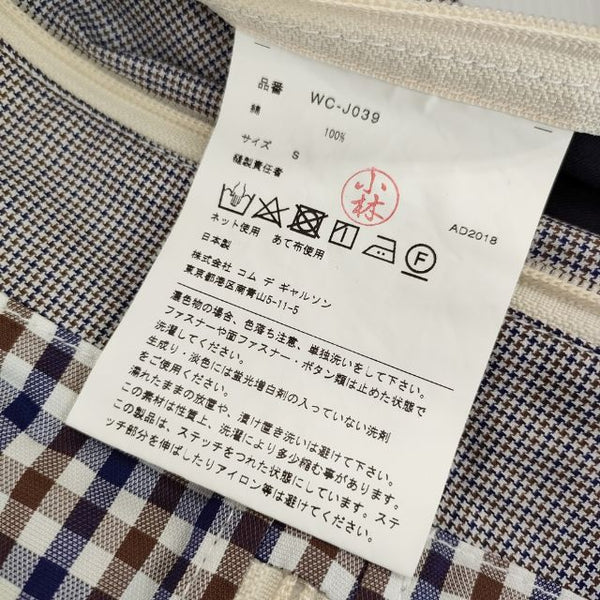 品番 WC-J039
綿 100%
サイズ S
縫製責任者
小林
AD2018
F
ネット使用 あて布使用
日本製
株式会社 コム デ ギャルソン
東京都港区南青山5-11-5
濃色物の場合、色落ち注意、単独洗いをして下さい。
ファスナーや面ファスナー・ボタン類は止めた状態で
洗濯してください。
生成り・淡色には蛍光増白剤の入っていない洗剤
をご使用ください。
濡れたままの放置や、漬け置き洗いは避けて下さい。
この素材は性質上、洗濯により多少縮む事があります。
この製品は、ステッチをつれた状態にしています。ステ
ッチ部分を伸ばしたりアイロン等は避けてください。